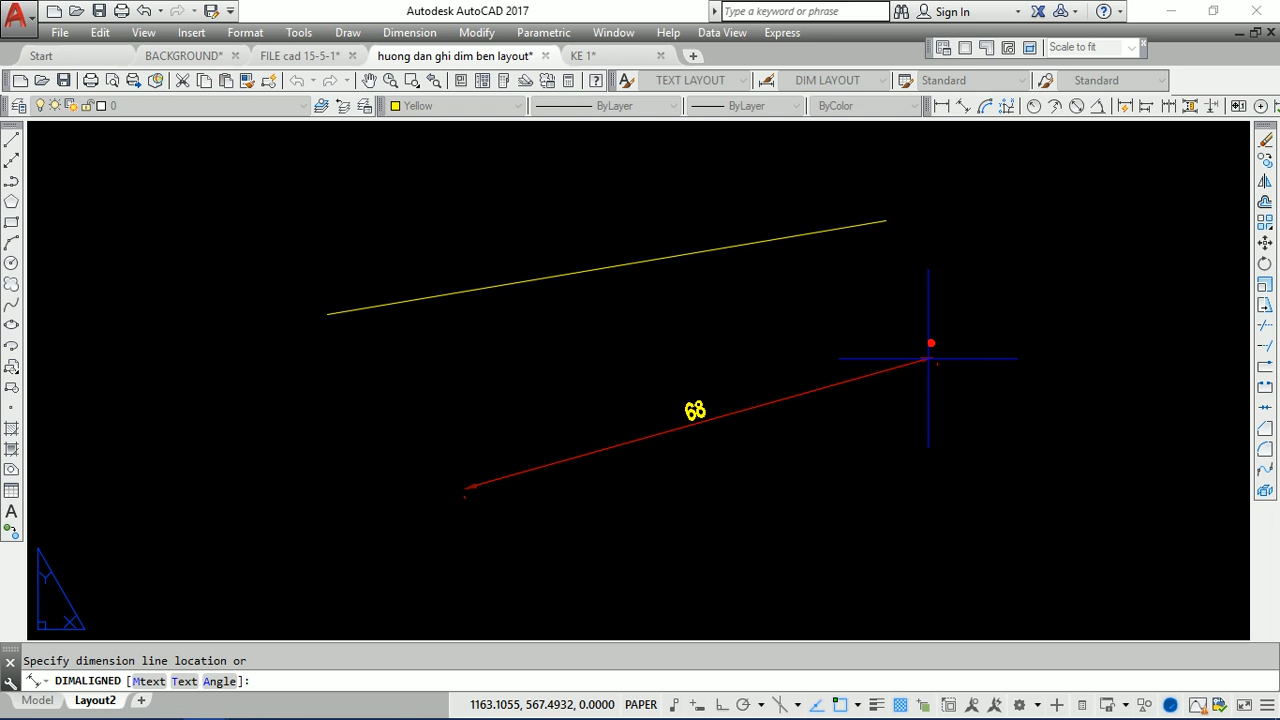 Autodesk AutoCAD 2017
Type a keyword or phrase
Sign In
File Edit View Insert Format Tools Draw Dimension Modify Parametric Window Help Data View Express
Start BACKGROUND* FILE cad 15-5-1* huong dan ghi dim ben layout* KE 1*
Scale to fit
TEXT LAYOUT DIM LAYOUT Standard Standard
0 Yellow ByLayer ByLayer ByColor
68
Y
X
Specify dimension line location or
DIMALIGNED [Mtext Text Angle]:
Model Layout2
1163.1055, 567.4932, 0.0000 PAPER